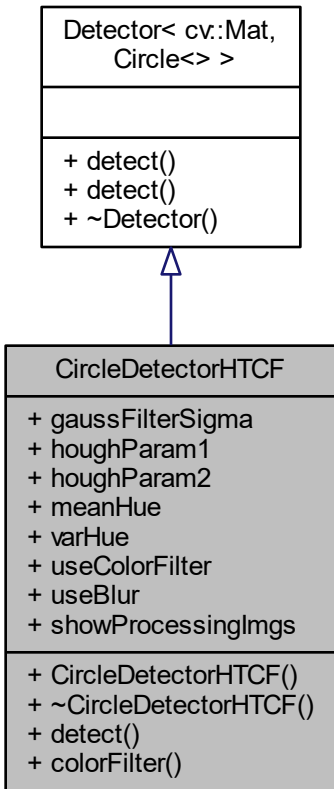 Detector< cv::Mat,
Circle<> >
+ detect()
+ detect()
+ ~Detector()
CircleDetectorHTCF
+ gaussFilterSigma
+ houghParam1
+ houghParam2
+ meanHue
+ varHue
+ useColorFilter
+ useBlur
+ showProcessingImgs
+ CircleDetectorHTCF()
+ ~CircleDetectorHTCF()
+ detect()
+ colorFilter()